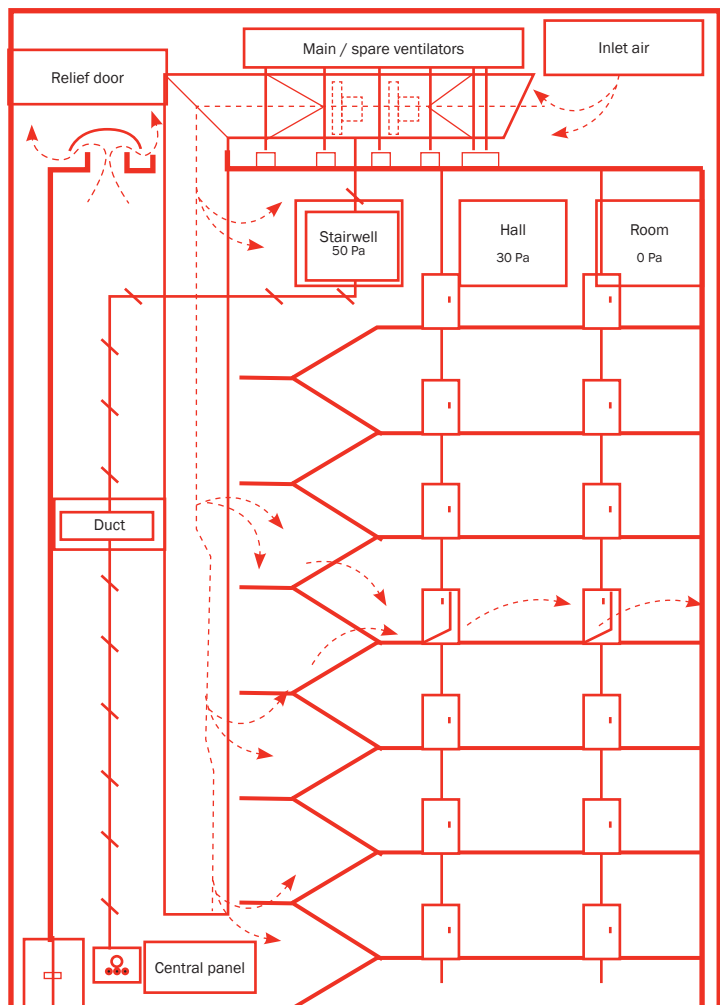 Main / spare ventilators
Inlet air
Relief door
Stairwell
50 Pa
Hall
30 Pa
Room
0 Pa
Duct
Central panel